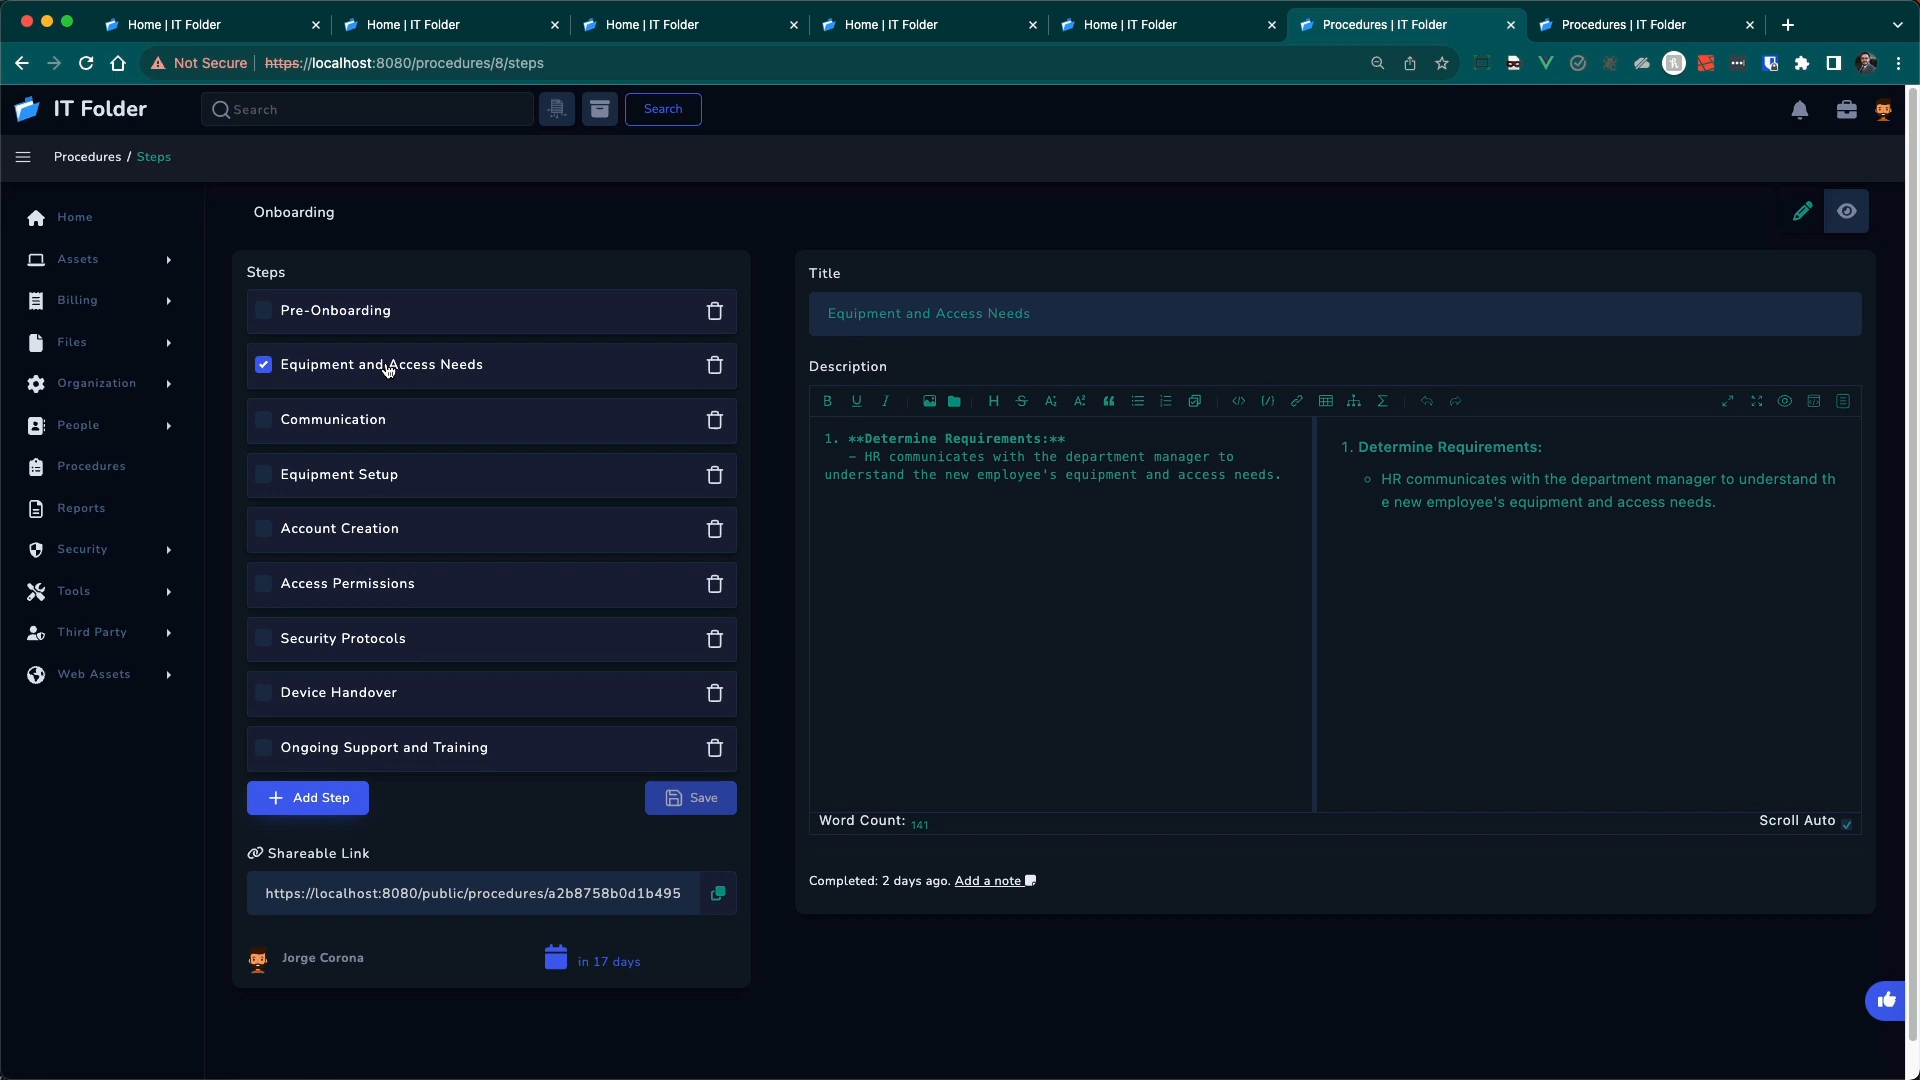 Home | IT Folder
Home | IT Folder
Home | IT Folder
Home | IT Folder
Home | IT Folder
Procedures | IT Folder
Procedures | IT Folder
Not Secure
https://localhost:8080/procedures/8/steps
IT Folder
Search
Search
Procedures / Steps
Home
Assets
Billing
Files
Organization
People
Procedures
Reports
Security
Tools
Third Party
Web Assets
Onboarding
Steps
Pre-Onboarding
Equipment and Access Needs
Communication
Equipment Setup
Account Creation
Access Permissions
Security Protocols
Device Handover
Ongoing Support and Training
Add Step
Save
Shareable Link
https://localhost:8080/public/procedures/a2b8758b0d1b495
Jorge Corona
in 17 days
Title
Equipment and Access Needs
Description
1. **Determine Requirements:**
- HR communicates with the department manager to
understand the new employee's equipment and access needs.
1. Determine Requirements:
HR communicates with the department manager to understand th
e new employee's equipment and access needs.
Word Count: 141
Scroll Auto
Completed: 2 days ago. Add a note